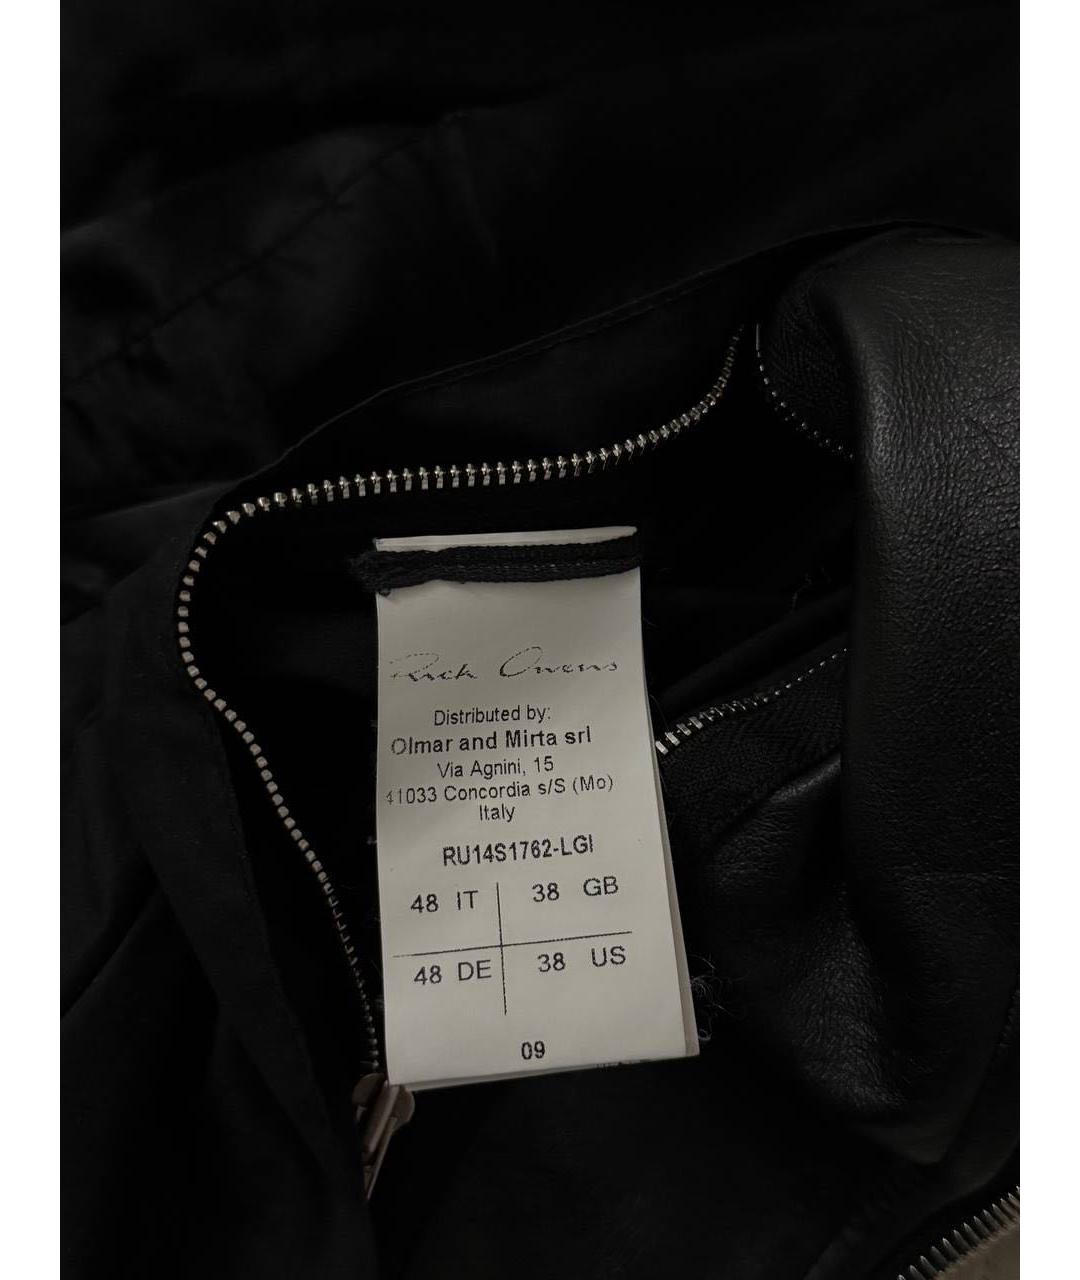 Rick Owens
Distributed by:
Olmar and Mirta srl
Via Agnini, 15
41033 Concordia s/S (Mo)
Italy
RU14S1762-LGI
48 IT 38 GB
48 DE 38 US
09